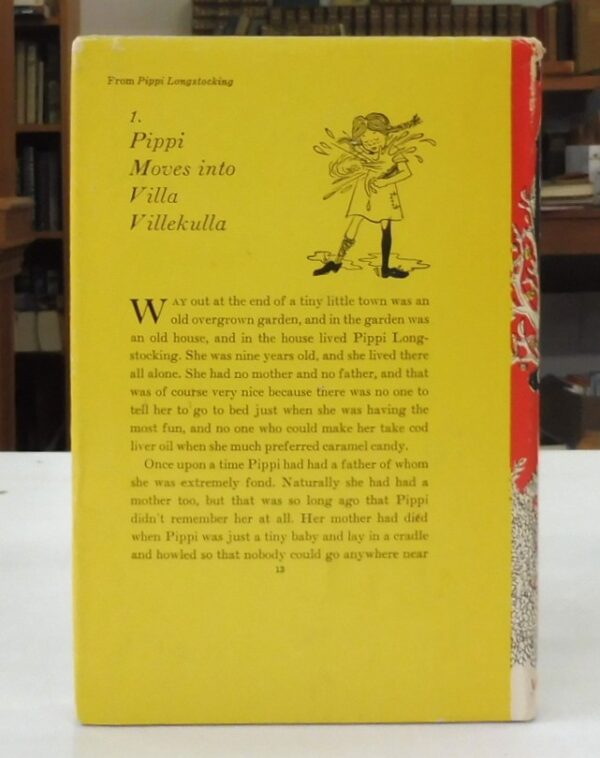 From Pippi Longstocking
1.
Pippi
Moves into
Villa
Villekulla
WAY out at the end of a tiny little town was an
old overgrown garden, and in the garden was
an old house, and in the house lived Pippi Long-
stocking. She was nine years old, and she lived there
all alone. She had no mother and no father, and that
was of course very nice because there was no one to
tell her to go to bed just when she was having the
most fun, and no one who could make her take cod
liver oil when she much preferred caramel candy.
Once upon a time Pippi had had a father of whom
she was extremely fond. Naturally she had had a
mother too, but that was so long ago that Pippi
didn't remember her at all. Her mother had died
when Pippi was just a tiny baby and lay in a cradle
and howled so that nobody could go anywhere near
13